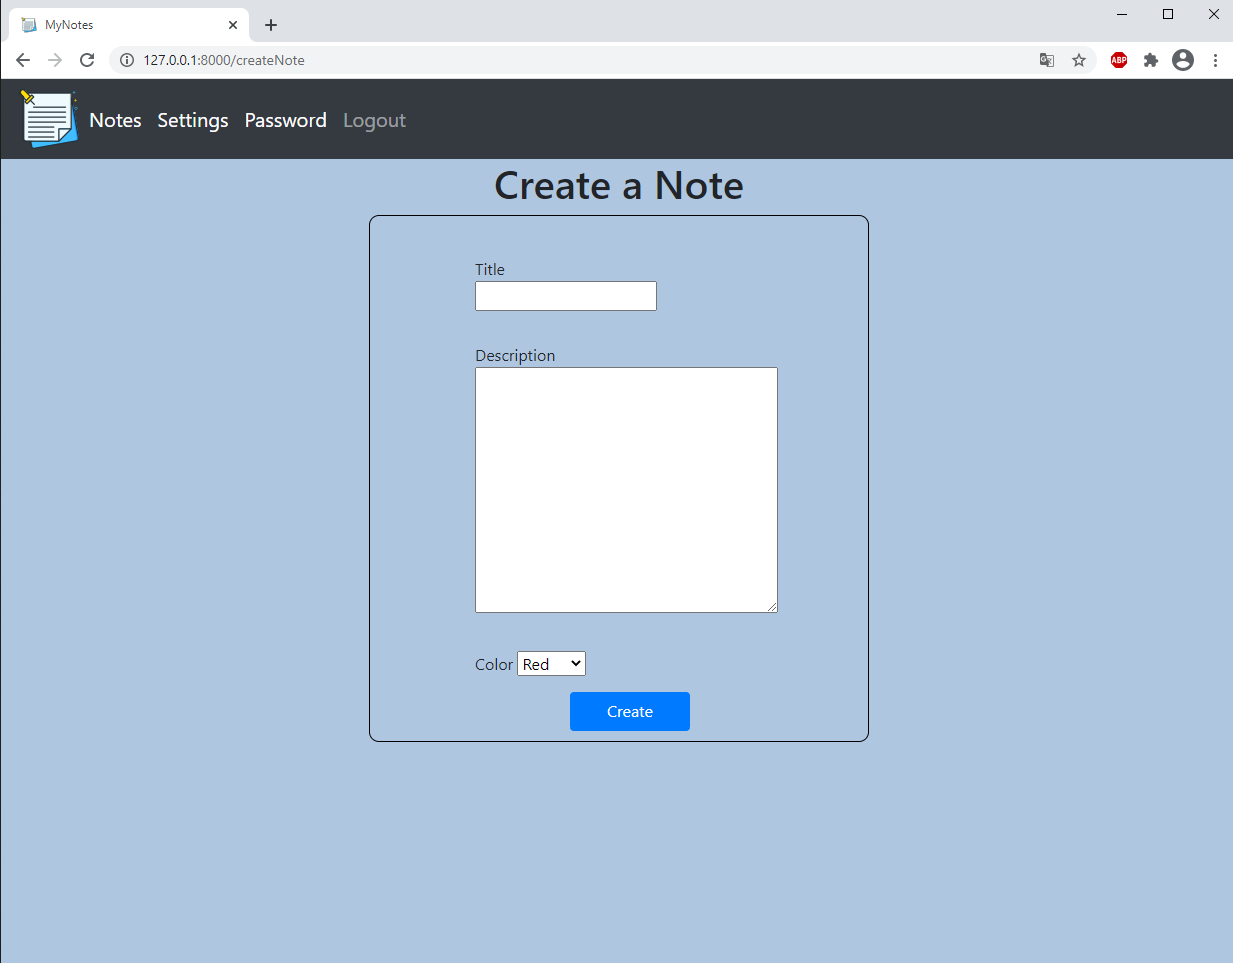 MyNotes
127.0.0.1:8000/createNote
ABP
Notes Settings Password Logout
Create a Note
Title
Description
Color Red
Create